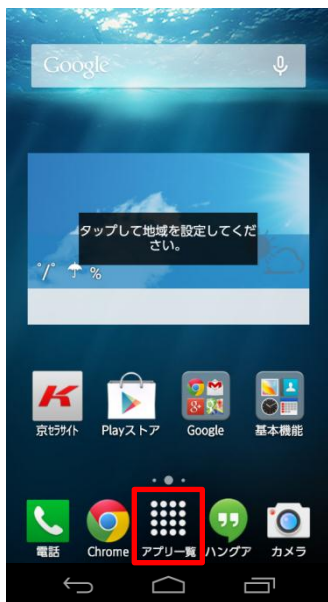 Google
タップして地域を設定してくだ
さい。
°/° %
京セラサイト Playストア Google 基本機能
電話 Chrome アプリ一覧 ハングア カメラ